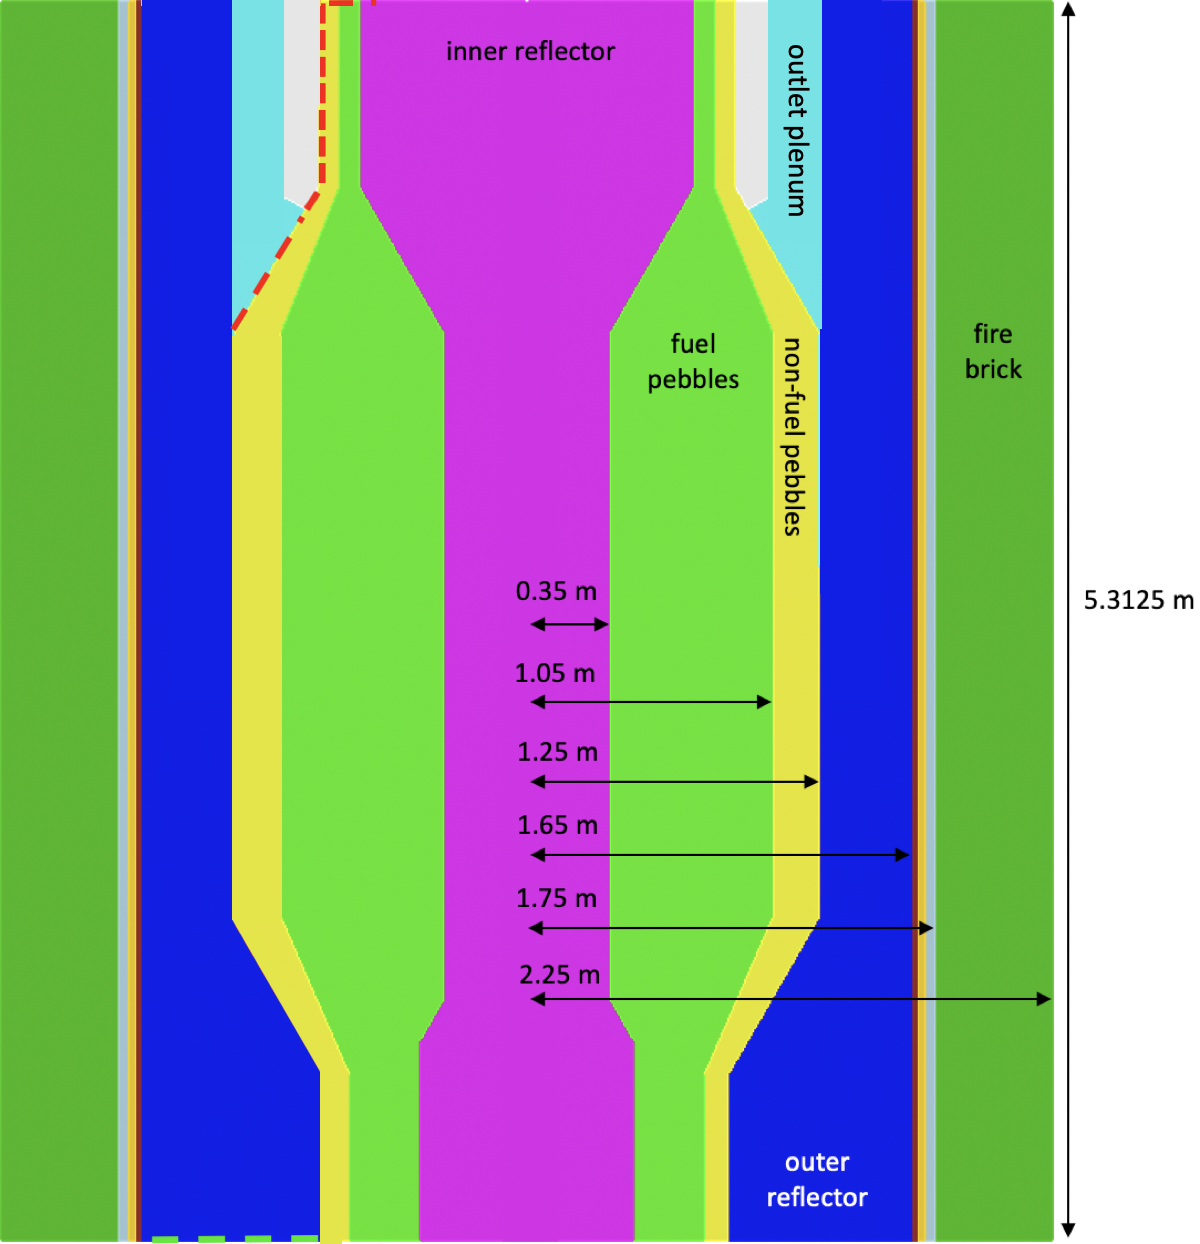 inner reflector
outlet plenum
fuel
pebbles
non-fuel pebbles
fire
brick
0.35 m
5.3125 m
1.05 m
1.25 m
1.65 m
1.75 m
2.25 m
outer
reflector